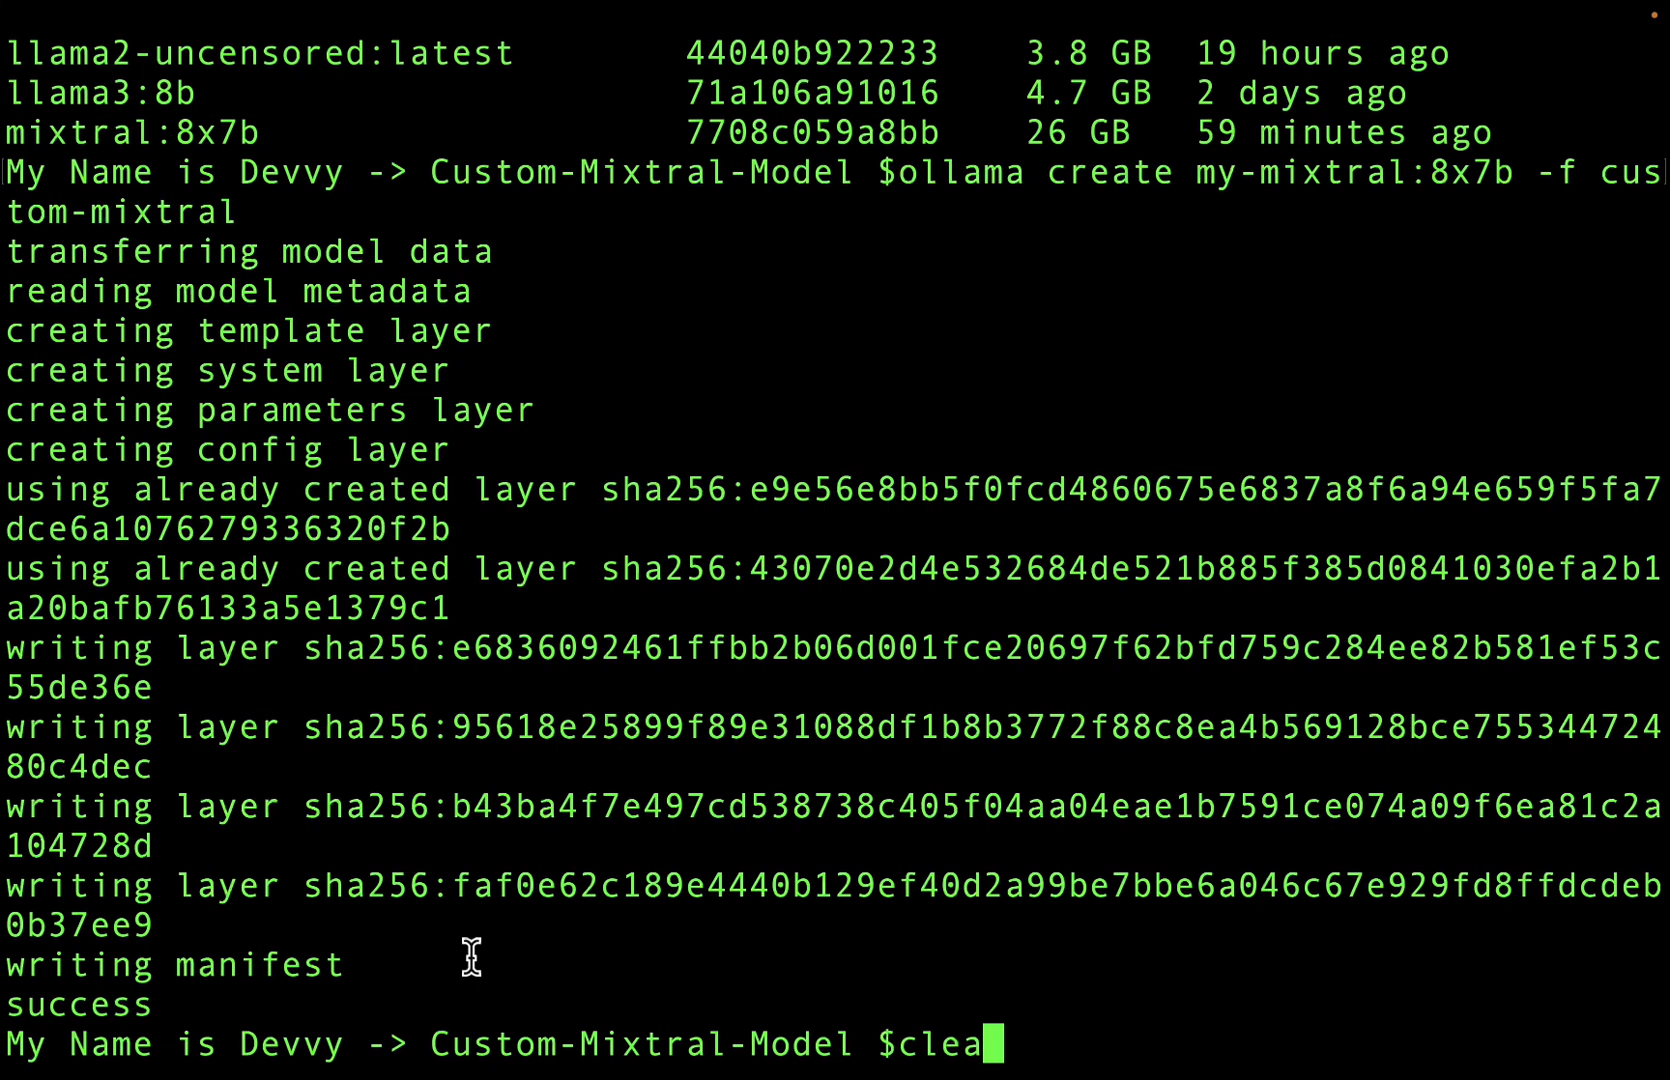 llama2-uncensored:latest 44040b922233 3.8 GB 19 hours ago
llama3:8b 71a106a91016 4.7 GB 2 days ago
mixtral:8x7b 7708c059a8bb 26 GB 59 minutes ago
My Name is Devvy -> Custom-Mixtral-Model $ollama create my-mixtral:8x7b -f cus
tom-mixtral
transferring model data
reading model metadata
creating template layer
creating system layer
creating parameters layer
creating config layer
using already created layer sha256:e9e56e8bb5f0fcd4860675e6837a8f6a94e659f5fa7
dce6a1076279336320f2b
using already created layer sha256:43070e2d4e532684de521b885f385d0841030efa2b1
a20bafb76133a5e1379c1
writing layer sha256:e6836092461ffbb2b06d001fce20697f62bfd759c284ee82b581ef53c
55de36e
writing layer sha256:95618e25899f89e31088df1b8b3772f88c8ea4b569128bce755344724
80c4dec
writing layer sha256:b43ba4f7e497cd538738c405f04aa04eae1b7591ce074a09f6ea81c2a
104728d
writing layer sha256:faf0e62c189e4440b129ef40d2a99be7bbe6a046c67e929fd8ffdcdeb
0b37ee9
writing manifest
success
My Name is Devvy -> Custom-Mixtral-Model $clea